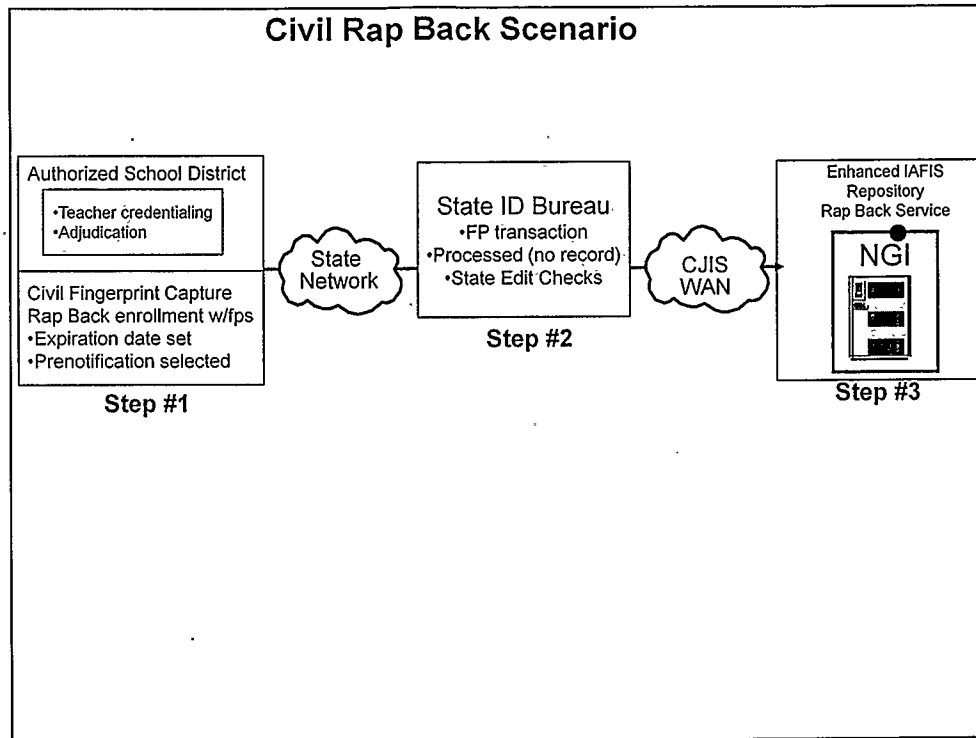 Civil Rap Back Scenario
Authorized School District
•Teacher credentialing
•Adjudication
Civil Fingerprint Capture
Rap Back enrollment w/fps
•Expiration date set
•Prenotification selected
Step #1
State
Network
State ID Bureau
•FP transaction
•Processed (no record)
•State Edit Checks
Step #2
CJIS
WAN
Enhanced IAFIS
Repository
Rap Back Service
NGI
Step #3